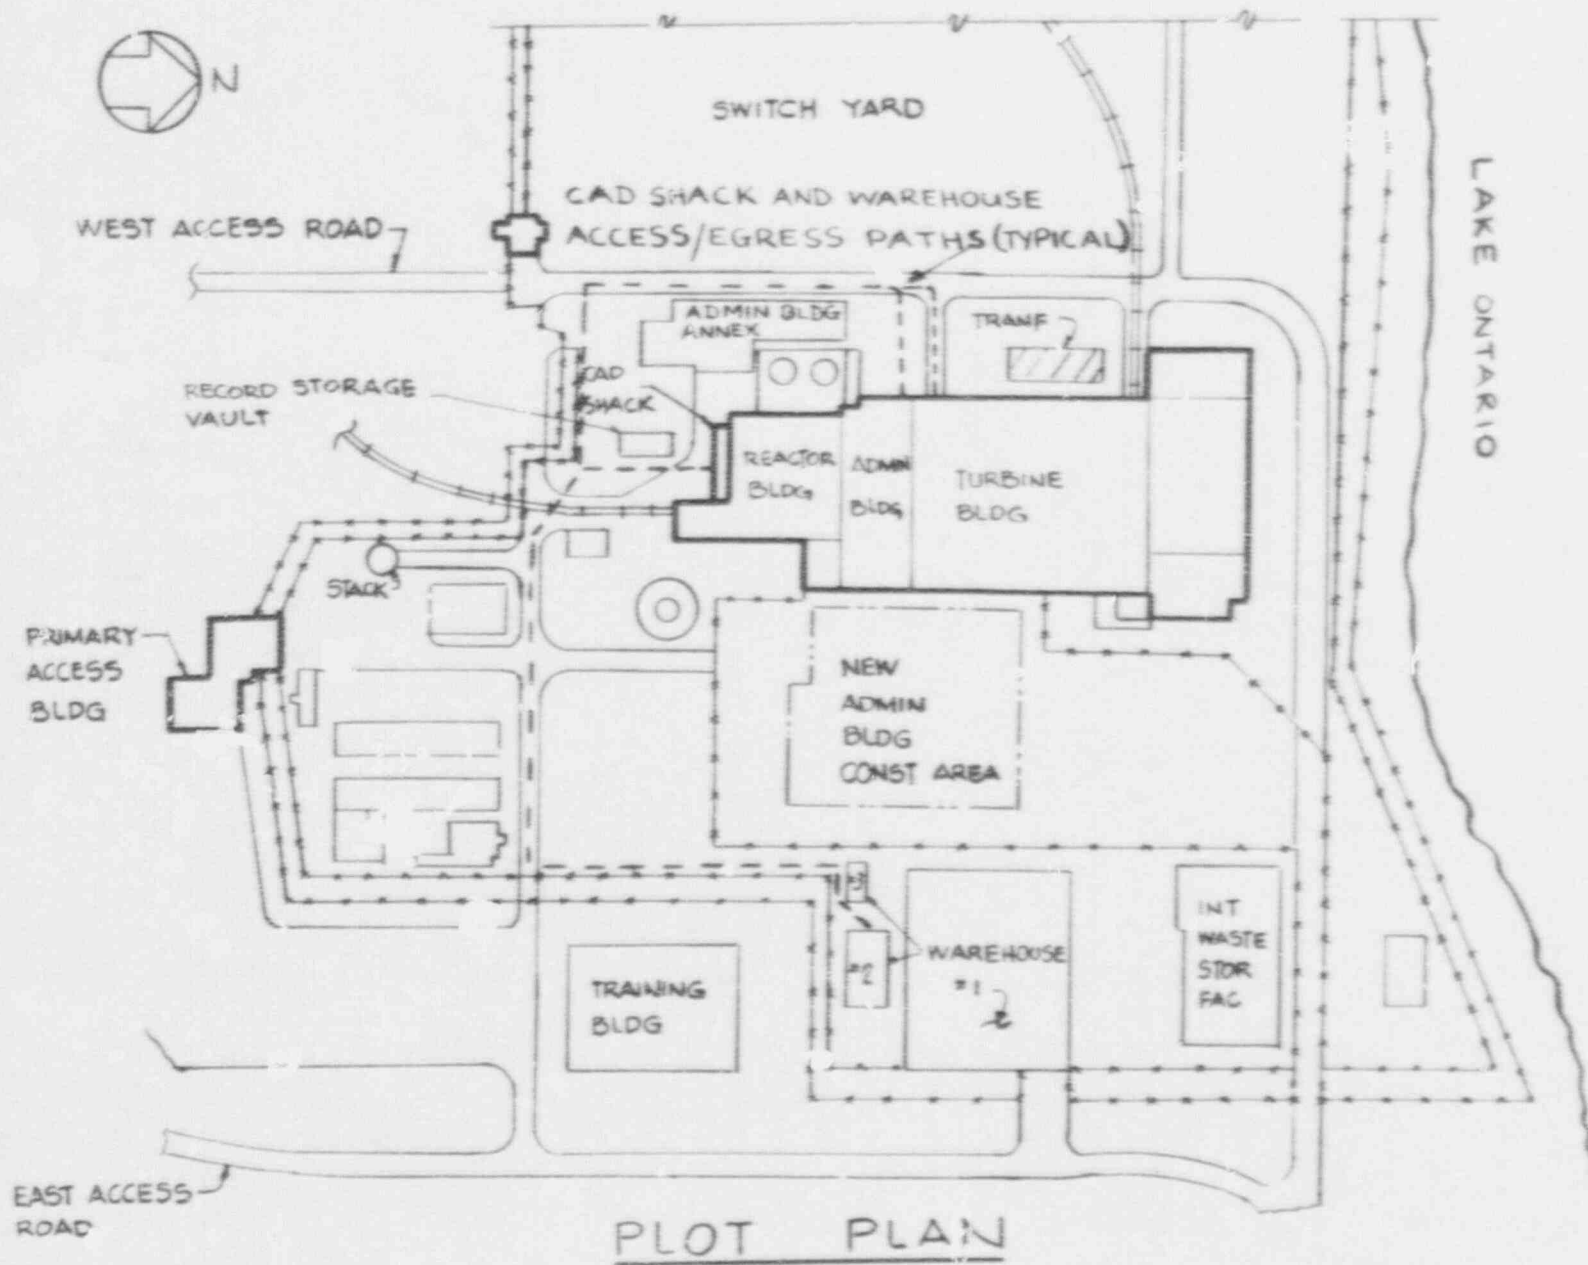 N
SWITCH YARD
CAD SHACK AND WAREHOUSE
ACCESS/EGRESS PATHS (TYPICAL)
WEST ACCESS ROAD
LAKE ONTARIO
ADMIN BLDG
ANNEX
TRANF
RECORD STORAGE
VAULT
CAD
SHACK
REACTOR
BLDG
ADMN
BLDG
TURBINE
BLDG
STACK
PRIMARY
ACCESS
BLDG
NEW
ADMIN
BLDG
CONST AREA
#3
#2
WAREHOUSE
#1
INT
WASTE
STOR
FAC
TRAINING
BLDG
EAST ACCESS
ROAD
PLOT PLAN